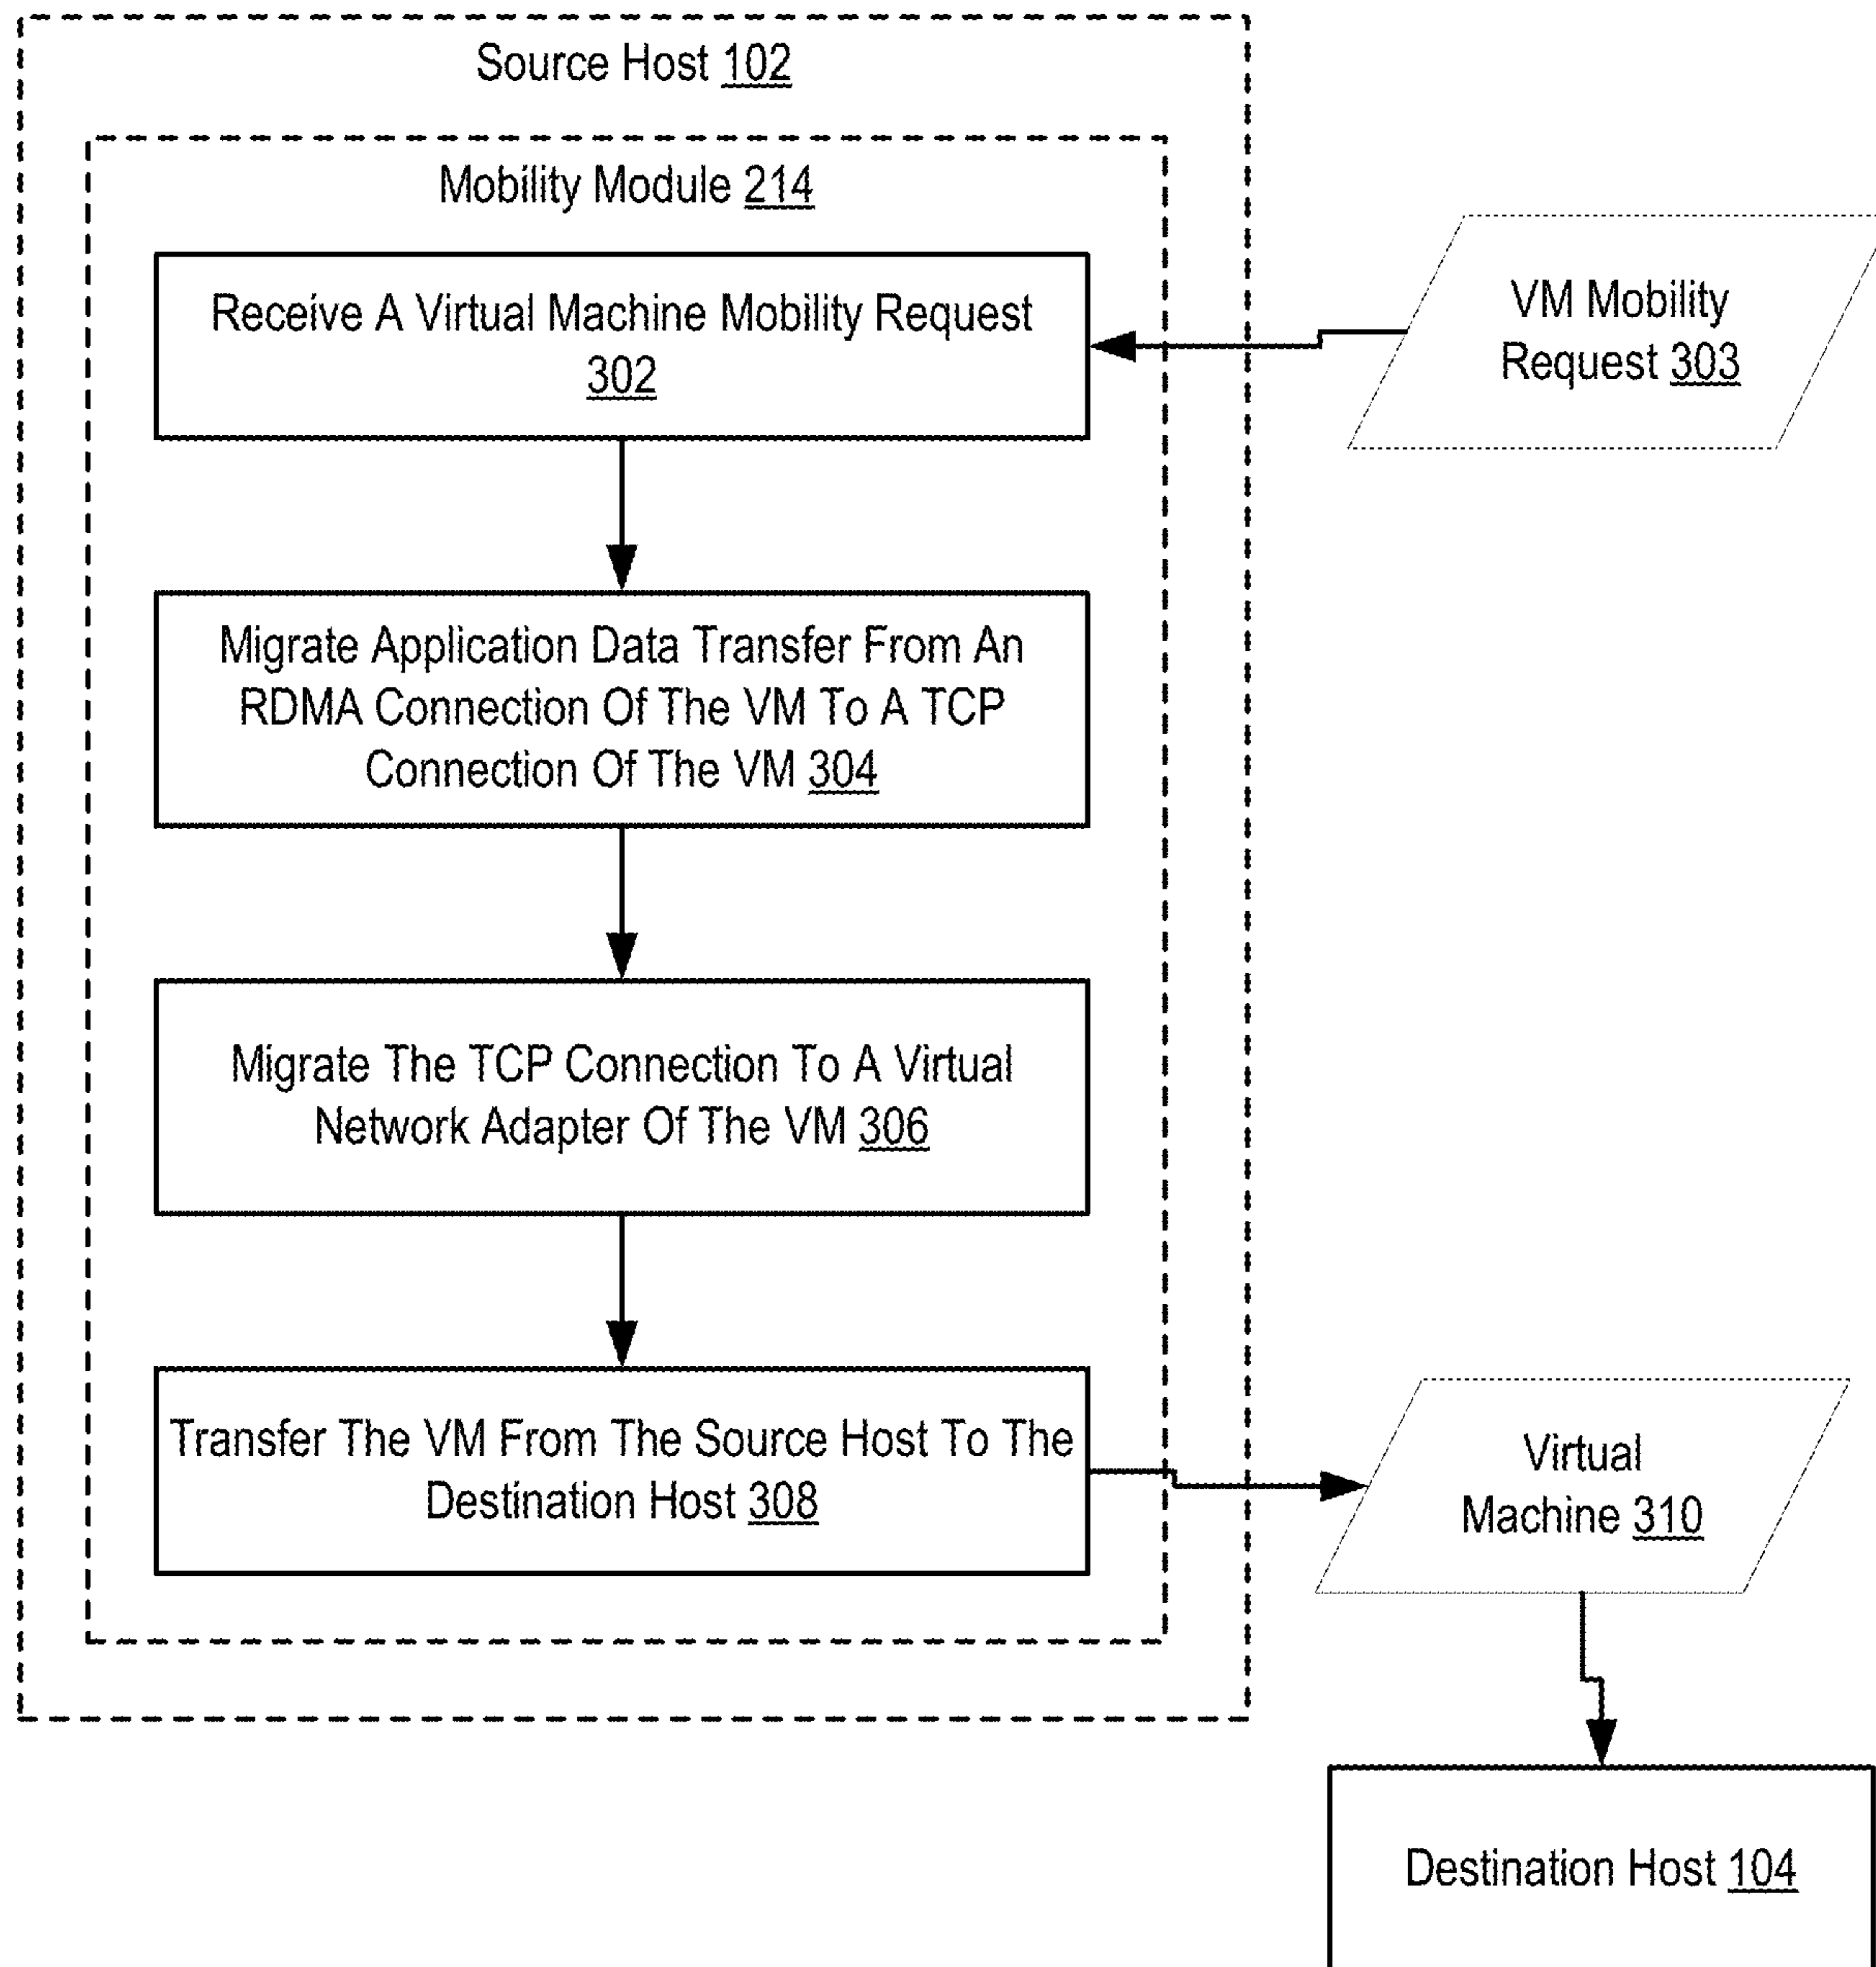 Source Host 102
Mobility Module 214
Receive A Virtual Machine Mobility Request
302
VM Mobility
Request 303
Migrate Application Data Transfer From An
RDMA Connection Of The VM To A TCP
Connection Of The VM 304
Migrate The TCP Connection To A Virtual
Network Adapter Of The VM 306
Transfer The VM From The Source Host To The
Destination Host 308
Virtual
Machine 310
Destination Host 104